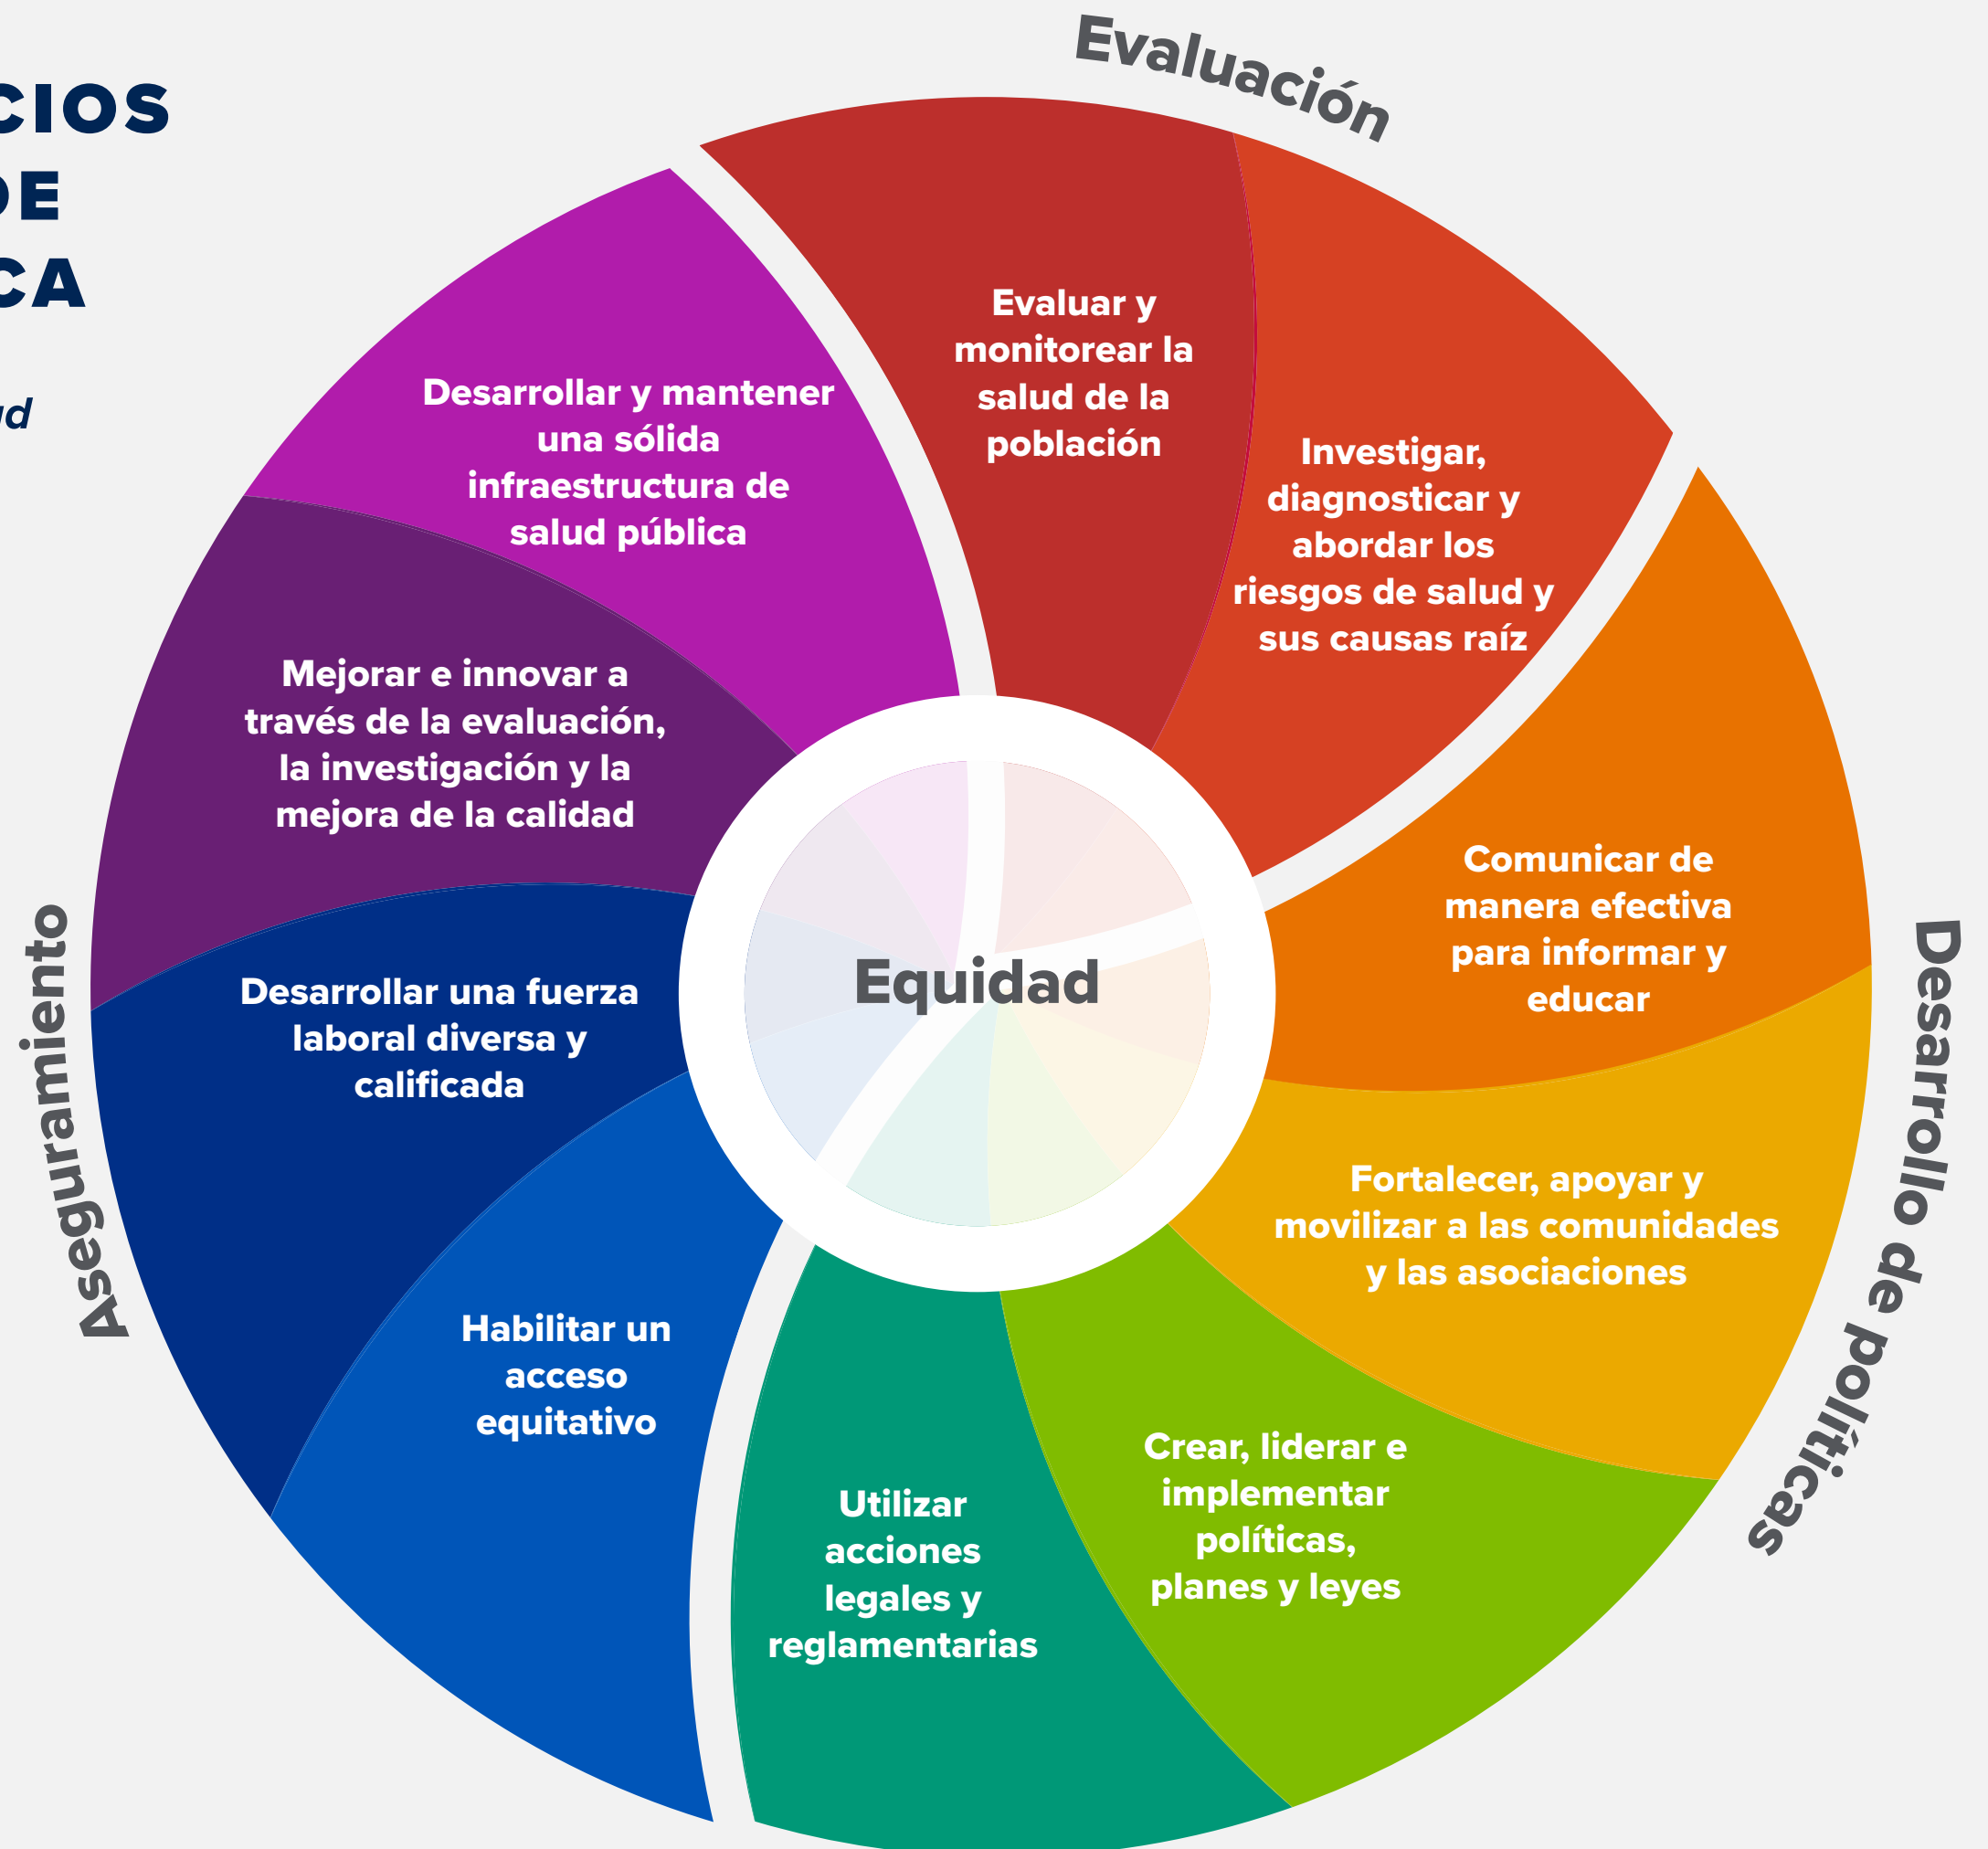 CIOS
DE
CA
ud
Evaluación
Evaluar y
monitorear la
salud de la
población
Investigar,
diagnosticar y
abordar los
riesgos de salud y
sus causas raíz
Desarrollo de políticas
Comunicar de
manera efectiva
para informar y
educar
Fortalecer, apoyar y
movilizar a las comunidades
y las asociaciones
Crear, liderar e
implementar
políticas,
planes y leyes
Utilizar
acciones
legales y
reglamentarias
Aseguramiento
Habilitar un
acceso
equitativo
Desarrollar una fuerza
laboral diversa y
calificada
Mejorar e innovar a
través de la evaluación,
la investigación y la
mejora de la calidad
Desarrollar y mantener
una sólida
infraestructura de
salud pública
Equidad